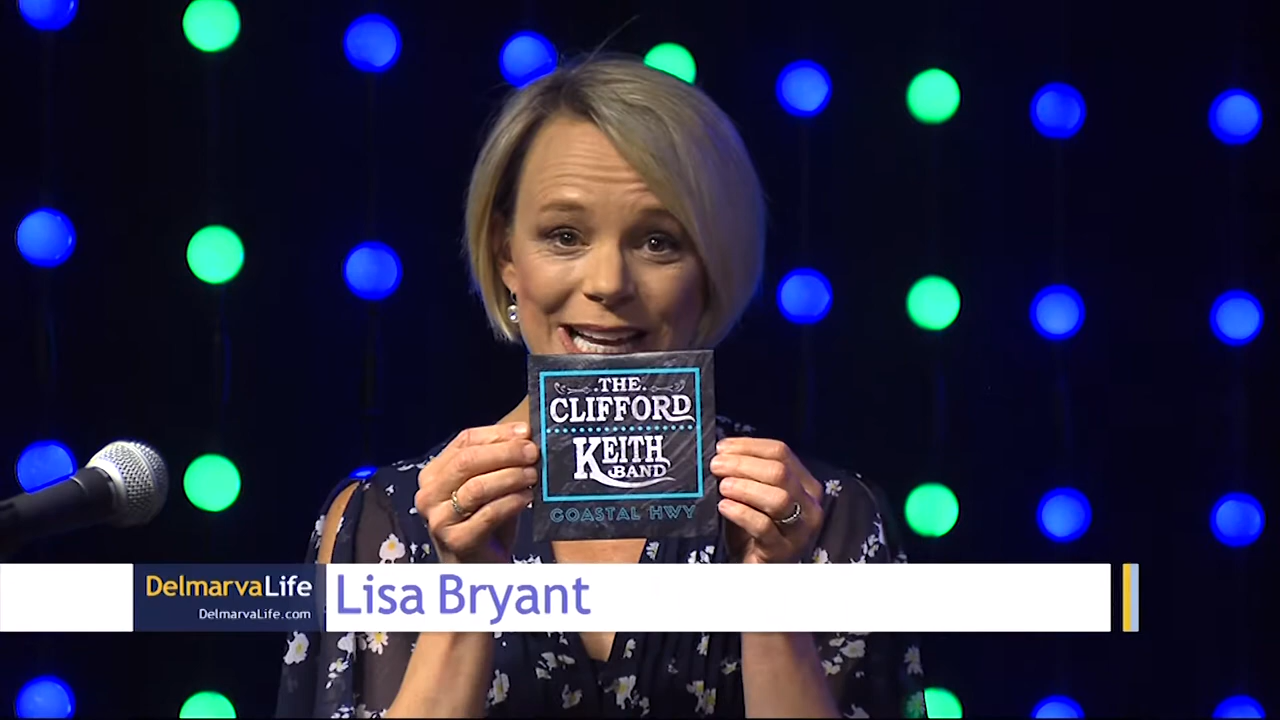 THE
CLIFFORD
KEITH
BAND
COASTAL HWY
DelmarvaLife
DelmarvaLife.com
Lisa Bryant